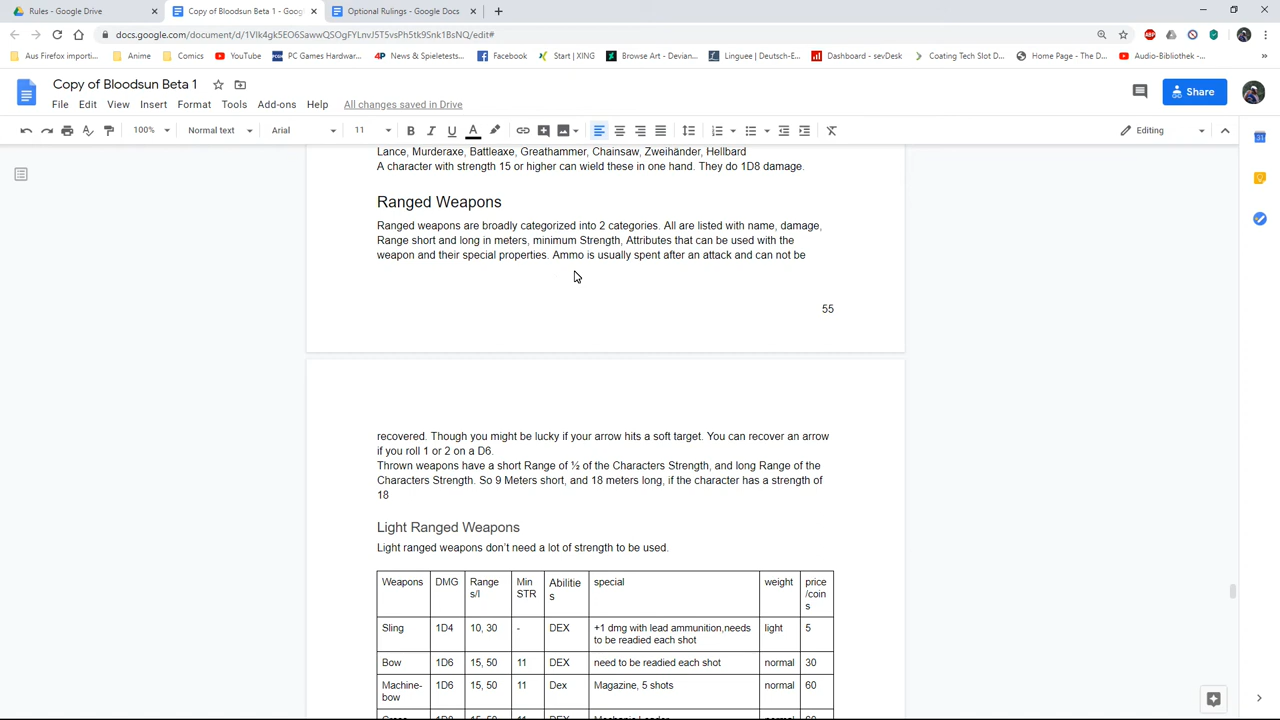 Rules - Google Drive
Copy of Bloodsun Beta 1 - Goog
Optional Rulings - Google Docs
Aus Firefox importi...
Anime
Comics
YouTube
PC Games Hardwar...
News & Spieletests...
Facebook
Start | XING
Browse Art - Devian...
Linguee | Deutsch-E...
Dashboard - sevDesk
Coating Tech Slot D...
Home Page - The D...
Audio-Bibliothek -...
Copy of Bloodsun Beta 1
Share
File Edit View Insert Format Tools Add-ons Help All changes saved in Drive
100% Normal text Arial 11 Editing
Lance, Murderaxe, Battleaxe, Greathammer, Chainsaw, Zweihänder, Hellbard
A character with strength 15 or higher can wield these in one hand. They do 1D8 damage.
Ranged Weapons
Ranged weapons are broadly categorized into 2 categories. All are listed with name, damage,
Range short and long in meters, minimum Strength, Attributes that can be used with the
weapon and their special properties. Ammo is usually spent after an attack and can not be
55
recovered. Though you might be lucky if your arrow hits a soft target. You can recover an arrow
if you roll 1 or 2 on a D6.
Thrown weapons have a short Range of ½ of the Characters Strength, and long Range of the
Characters Strength. So 9 Meters short, and 18 meters long, if the character has a strength of
18
Light Ranged Weapons
Light ranged weapons don't need a lot of strength to be used.
Weapons DMG Range s/l Min STR Abilities special weight price /coins
Sling 1D4 10, 30 - DEX +1 dmg with lead ammunition,needs to be readied each shot light 5
Bow 1D6 15, 50 11 DEX need to be readied each shot normal 30
Machine-bow 1D6 15, 50 11 Dex Magazine, 5 shots normal 60